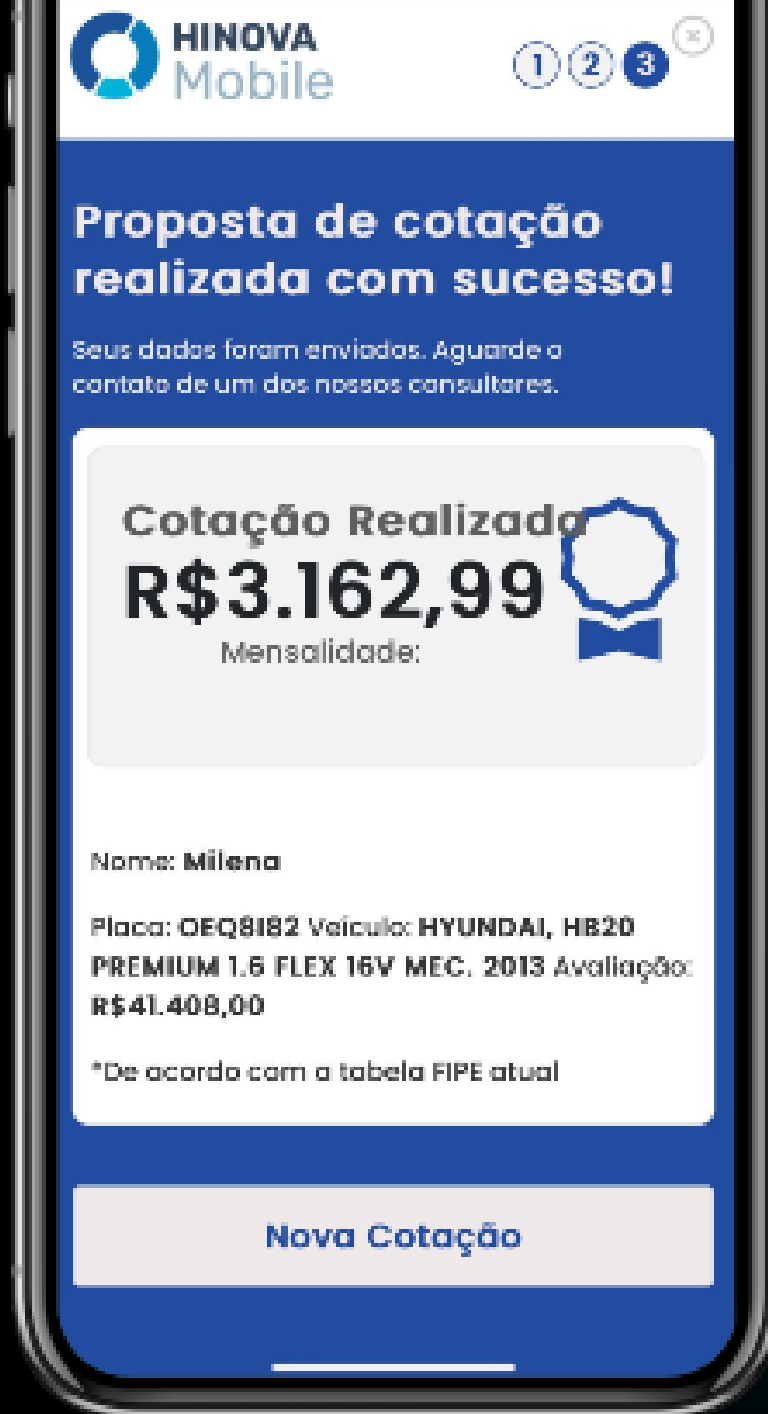 HINOVA
Mobile
1 2 3
Proposta de cotação
realizada com sucesso!
Seus dados foram enviados. Aguarde o
contato de um dos nossos consultores.
Cotação Realizada
R$3.162,99
Mensalidade:
Nome: Milena
Placa: OEQ8I82 Veículo: HYUNDAI, HB20
PREMIUM 1.6 FLEX 16V MEC. 2013 Avaliação:
R$41.408,00
*De acordo com a tabela FIPE atual
Nova Cotação